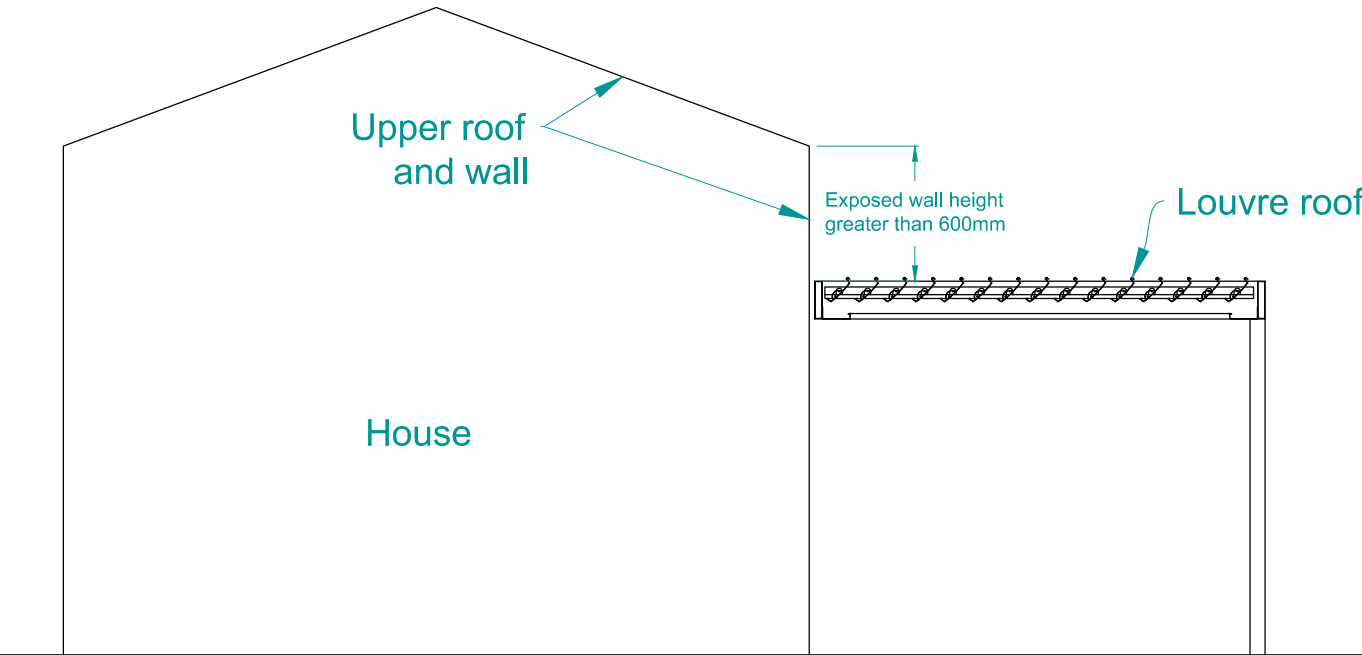 Upper roof
and wall
Exposed wall height
greater than 600mm
Louvre roof
House